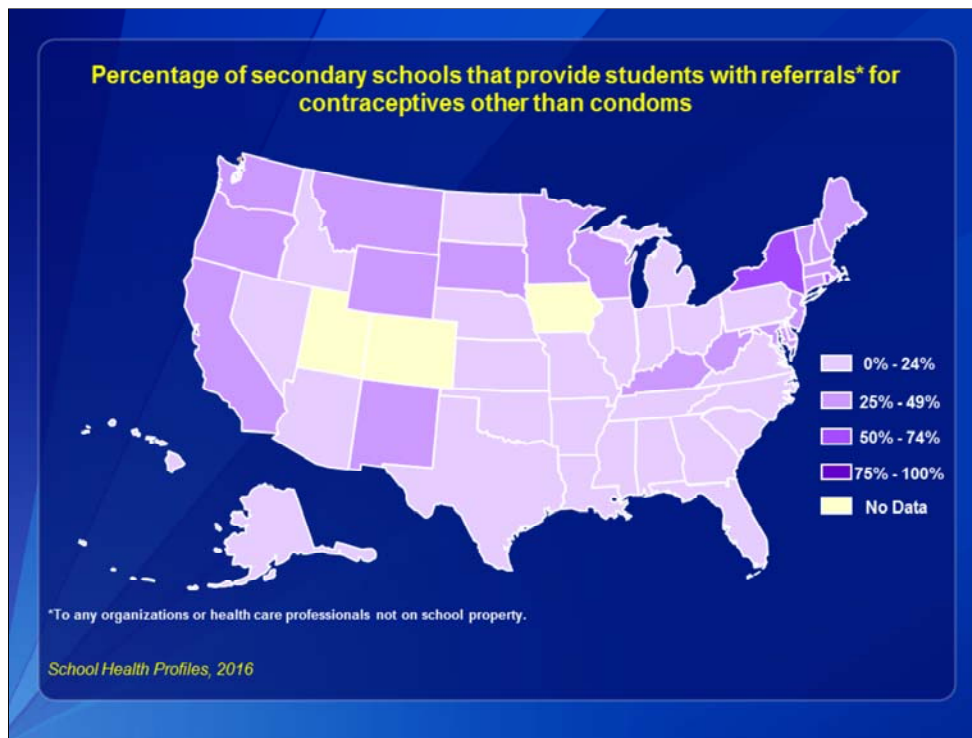 Percentage of secondary schools that provide students with referrals* for
contraceptives other than condoms
0% - 24%
25% - 49%
50% - 74%
75% - 100%
No Data
*To any organizations or health care professionals not on school property.
School Health Profiles, 2016